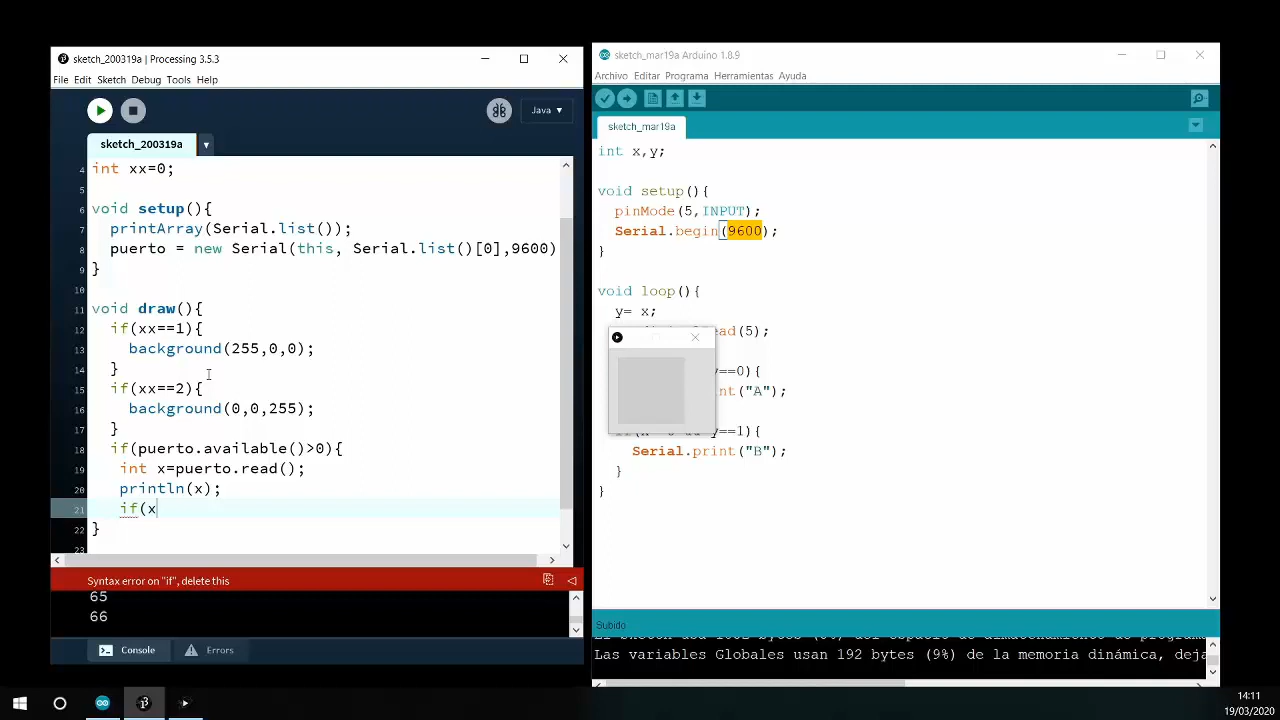 sketch_200319a | Processing 3.5.3
File Edit Sketch Debug Tools Help
Java ▼
sketch_200319a ▼
4 int xx=0;
5
6 void setup(){
7 printArray(Serial.list());
8 puerto = new Serial(this, Serial.list()[0],9600)
9 }
10
11 void draw(){
12 if(xx==1){
13 background(255,0,0);
14 }
15 if(xx==2){
16 background(0,0,255);
17 }
18 if(puerto.available()>0){
19 int x=puerto.read();
20 println(x);
21 if(x
22 }
23
Syntax error on "if", delete this
65
66
Console Errors
sketch_mar19a Arduino 1.8.9
Archivo Editar Programa Herramientas Ayuda
sketch_mar19a
int x,y;
void setup(){
pinMode(5,INPUT);
Serial.begin(9600);
}
void loop(){
y= x;
ead(5);
y==0){
nt("A");
y==1){
Serial.print("B");
}
}
Subido
Las variables Globales usan 192 bytes (9%) de la memoria dinámica, deja
14:11
19/03/2020